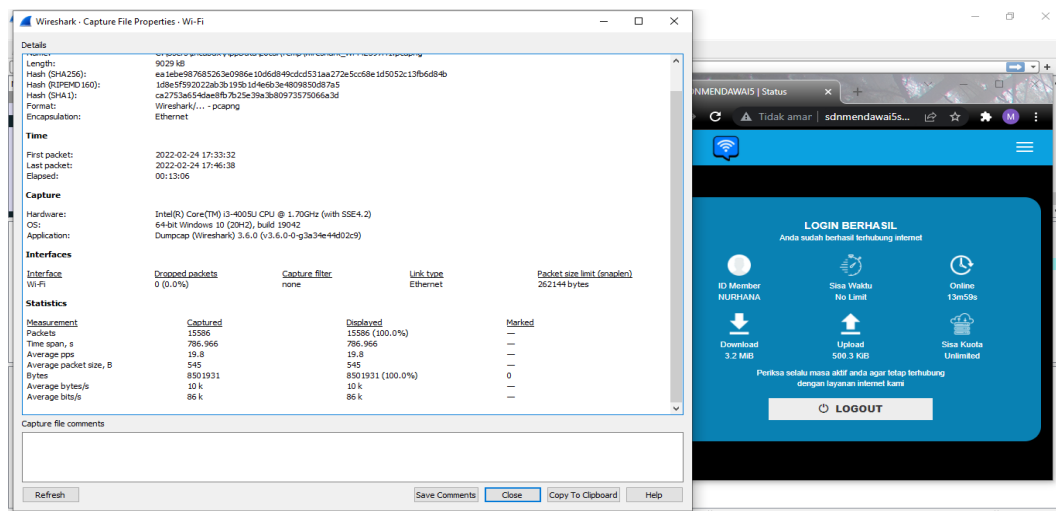 Wireshark · Capture File Properties · Wi-Fi
Details
Length: 9029 kB
Hash (SHA256): ea1ebe987685263e0986e10d6d849cdcd531aa272e5cc68e1d5052c13fb6d84b
Hash (RIPEMD160): 1d8e5f592022ab3b195b1d4e6b3e4809850d87a5
Hash (SHA1): ca2753a654dae8fb7b25e39a3b80973575066a3d
Format: Wireshark/... - pcapng
Encapsulation: Ethernet
Time
First packet: 2022-02-24 17:33:32
Last packet: 2022-02-24 17:46:38
Elapsed: 00:13:06
Capture
Hardware: Intel(R) Core(TM) i3-4005U CPU @ 1.70GHz (with SSE4.2)
OS: 64-bit Windows 10 (20H2), build 19042
Application: Dumpcap (Wireshark) 3.6.0 (v3.6.0-0-g3a34e44d02c9)
Interfaces
Interface Dropped packets Capture filter Link type Packet size limit (snaplen)
Wi-Fi 0 (0.0%) none Ethernet 262144 bytes
Statistics
Measurement Captured Displayed Marked
Packets 15586 15586 (100.0%) —
Time span, s 786.966 786.966 —
Average pps 19.8 19.8 —
Average packet size, B 545 545 —
Bytes 8501931 8501931 (100.0%) 0
Average bytes/s 10 k 10 k —
Average bits/s 86 k 86 k —
Capture file comments
Refresh Save Comments Close Copy To Clipboard Help
NMENDAWAI5 | Status
Tidak amar sdnmendawai5s... M
LOGIN BERHASIL
Anda sudah berhasil terhubung internet
ID Member Sisa Waktu Online
NURHANA No Limit 13m59s
Download Upload Sisa Kuota
3.2 MiB 500.3 KiB Unlimited
Periksa selalu masa aktif anda agar tetap terhubung
dengan layanan internet kami
LOGOUT